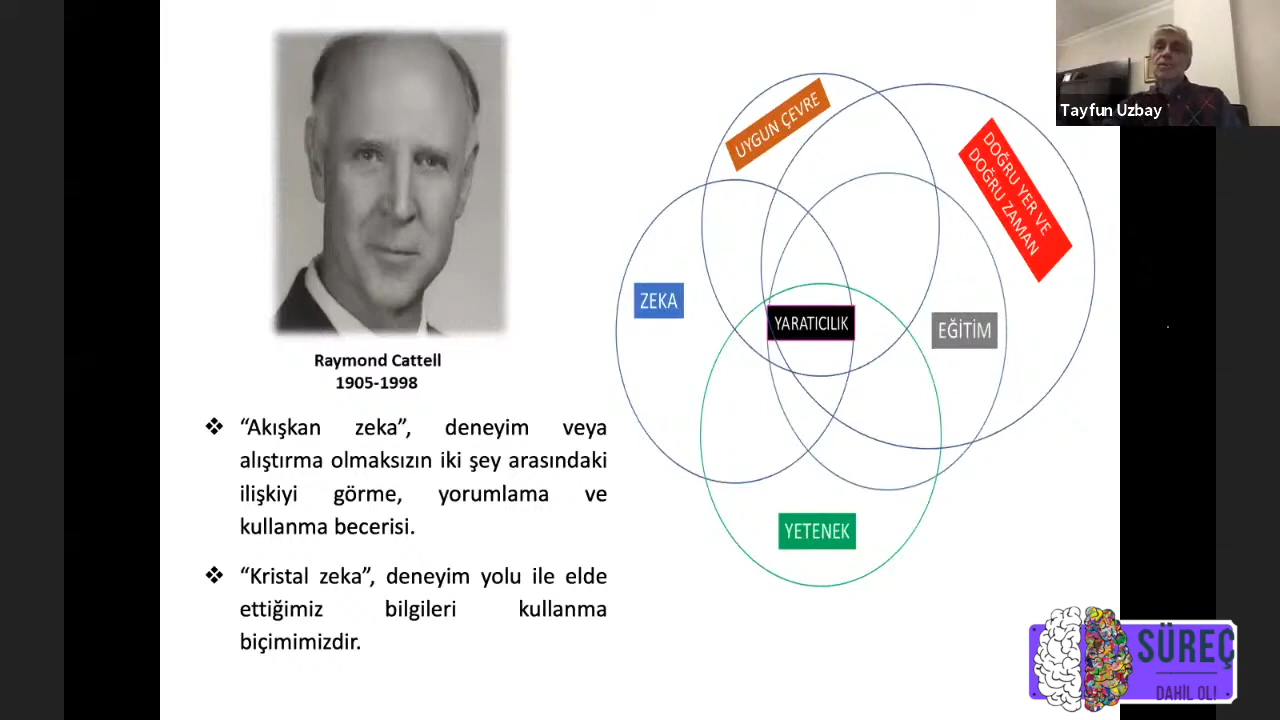 Tayfun Uzbay
UYGUN ÇEVRE
DOĞRU YER VE
DOĞRU ZAMAN
ZEKA
YARATICILIK
EĞİTİM
YETENEK
Raymond Cattell
1905-1998
❖ “Akışkan zeka”, deneyim veya
alıştırma olmaksızın iki şey arasındaki
ilişkiyi görme, yorumlama ve
kullanma becerisi.
❖ “Kristal zeka”, deneyim yolu ile elde
ettiğimiz bilgileri kullanma
biçimimizdir.
SÜREÇ
DAHİL OL!